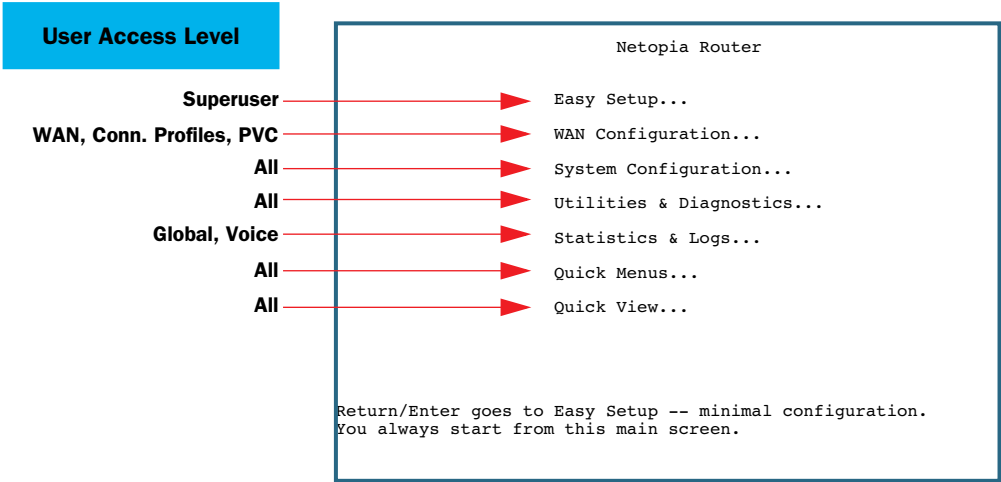 User Access Level
Netopia Router
Superuser Easy Setup...
WAN, Conn. Profiles, PVC WAN Configuration...
All System Configuration...
All Utilities & Diagnostics...
Global, Voice Statistics & Logs...
All Quick Menus...
All Quick View...
Return/Enter goes to Easy Setup -- minimal configuration.
You always start from this main screen.